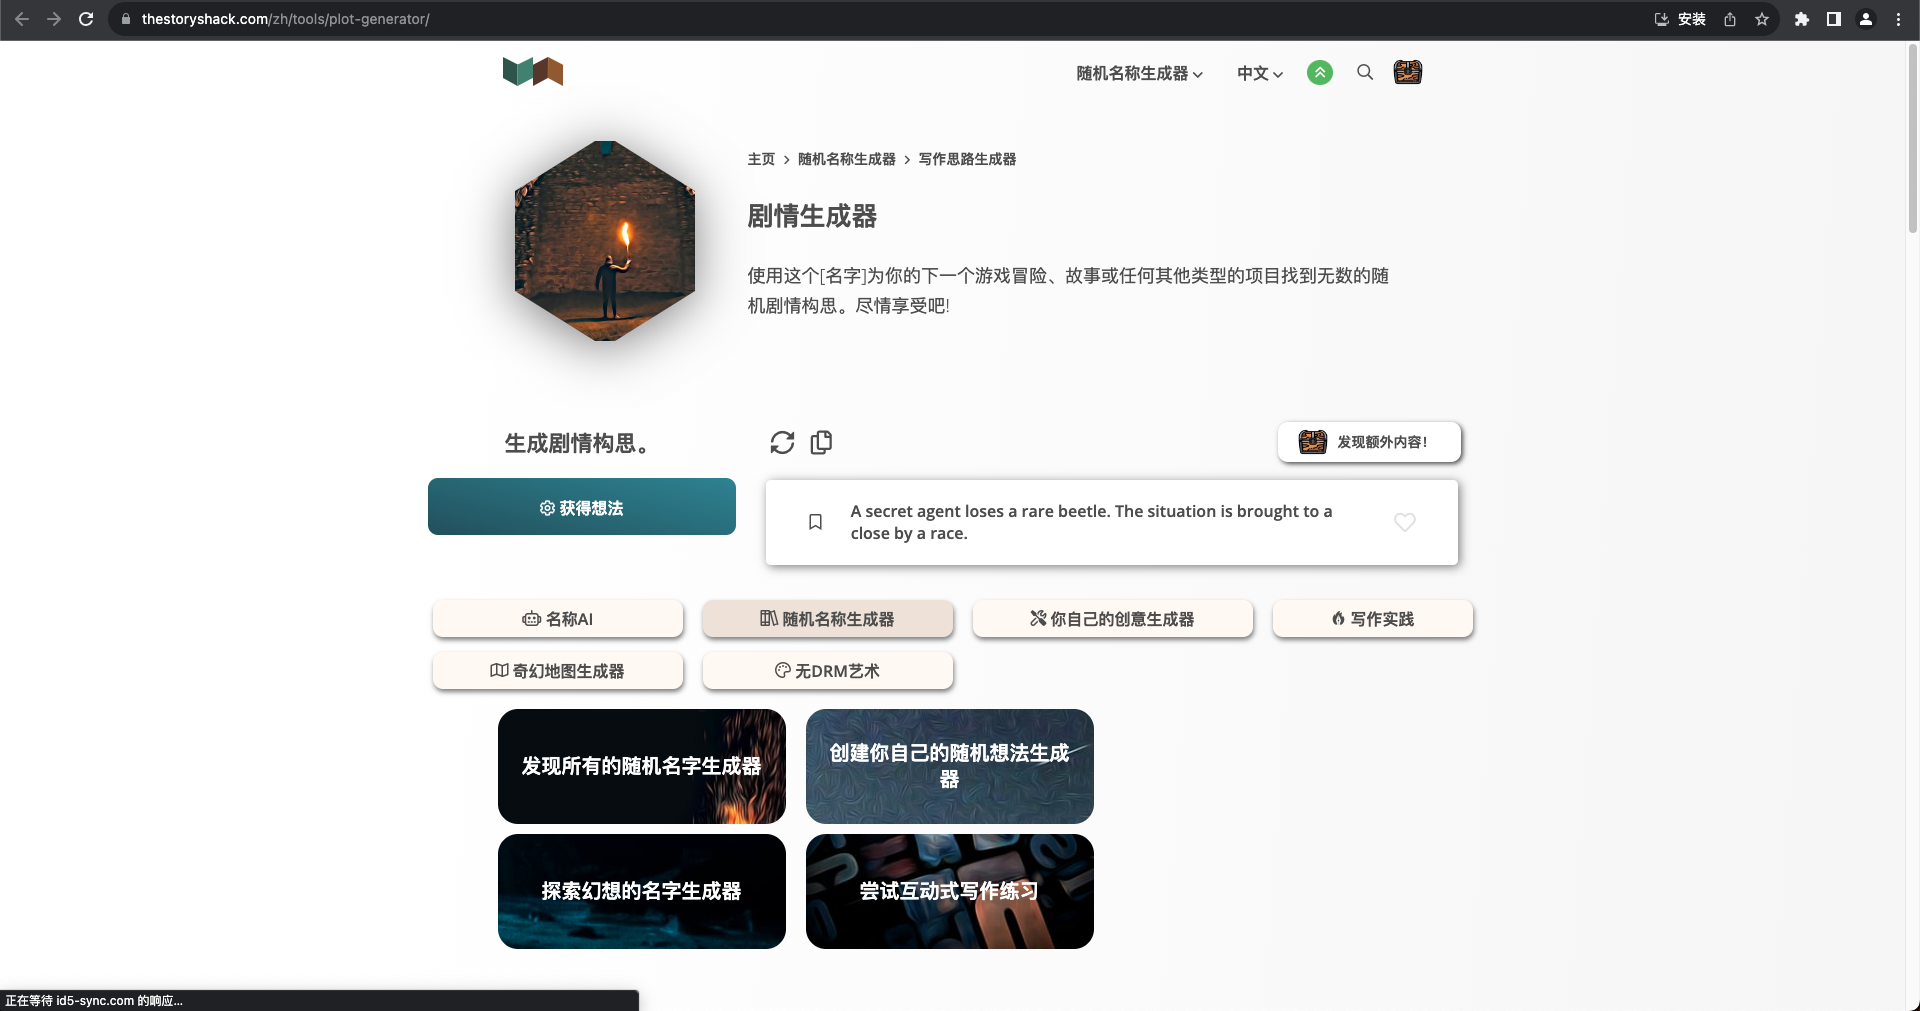 thestoryshack.com/zh/tools/plot-generator/
安装
随机名称生成器
中文
主页 > 随机名称生成器 > 写作思路生成器
剧情生成器
使用这个[名字]为你的下一个游戏冒险、故事或任何其他类型的项目找到无数的随
机剧情构思。尽情享受吧!
生成剧情构思。
发现额外内容!
获得想法
A secret agent loses a rare beetle. The situation is brought to a
close by a race.
名称AI
随机名称生成器
你自己的创意生成器
写作实践
奇幻地图生成器
无DRM艺术
发现所有的随机名字生成器
创建你自己的随机想法生成
器
探索幻想的名字生成器
尝试互动式写作练习
正在等待 id5-sync.com 的响应...